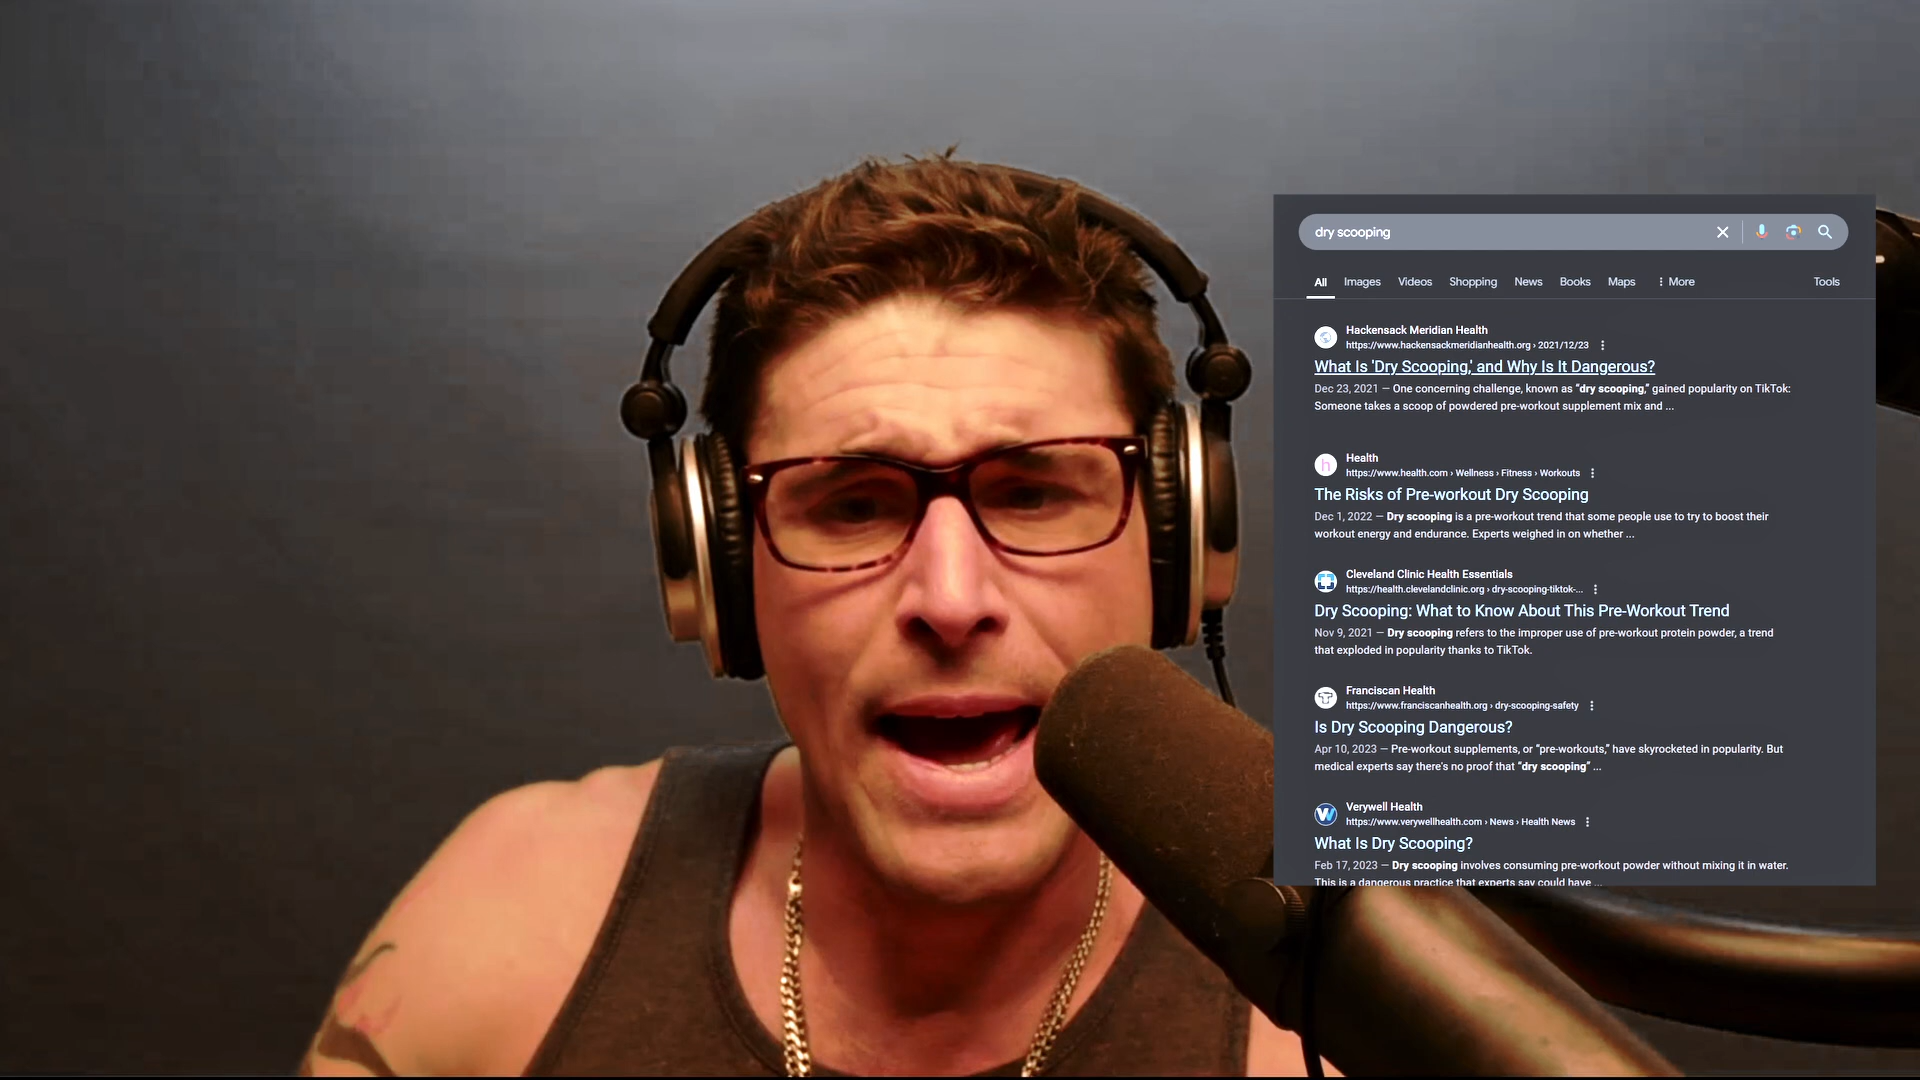 dry scooping
All Images Videos Shopping News Books Maps More Tools
Hackensack Meridian Health
https://www.hackensackmeridianhealth.org › 2021/12/23
What Is 'Dry Scooping,' and Why Is It Dangerous?
Dec 23, 2021 — One concerning challenge, known as “dry scooping,” gained popularity on TikTok:
Someone takes a scoop of powdered pre-workout supplement mix and ...
h
Health
https://www.health.com › Wellness › Fitness › Workouts
The Risks of Pre-workout Dry Scooping
Dec 1, 2022 — Dry scooping is a pre-workout trend that some people use to try to boost their
workout energy and endurance. Experts weighed in on whether ...
Cleveland Clinic Health Essentials
https://health.clevelandclinic.org › dry-scooping-tiktok-...
Dry Scooping: What to Know About This Pre-Workout Trend
Nov 9, 2021 — Dry scooping refers to the improper use of pre-workout protein powder, a trend
that exploded in popularity thanks to TikTok.
Franciscan Health
https://www.franciscanhealth.org › dry-scooping-safety
Is Dry Scooping Dangerous?
Apr 10, 2023 — Pre-workout supplements, or “pre-workouts,” have skyrocketed in popularity. But
medical experts say there's no proof that “dry scooping” ...
W
Verywell Health
https://www.verywellhealth.com › News › Health News
What Is Dry Scooping?
Feb 17, 2023 — Dry scooping involves consuming pre-workout powder without mixing it in water.
This is a dangerous practice that experts say could have ...